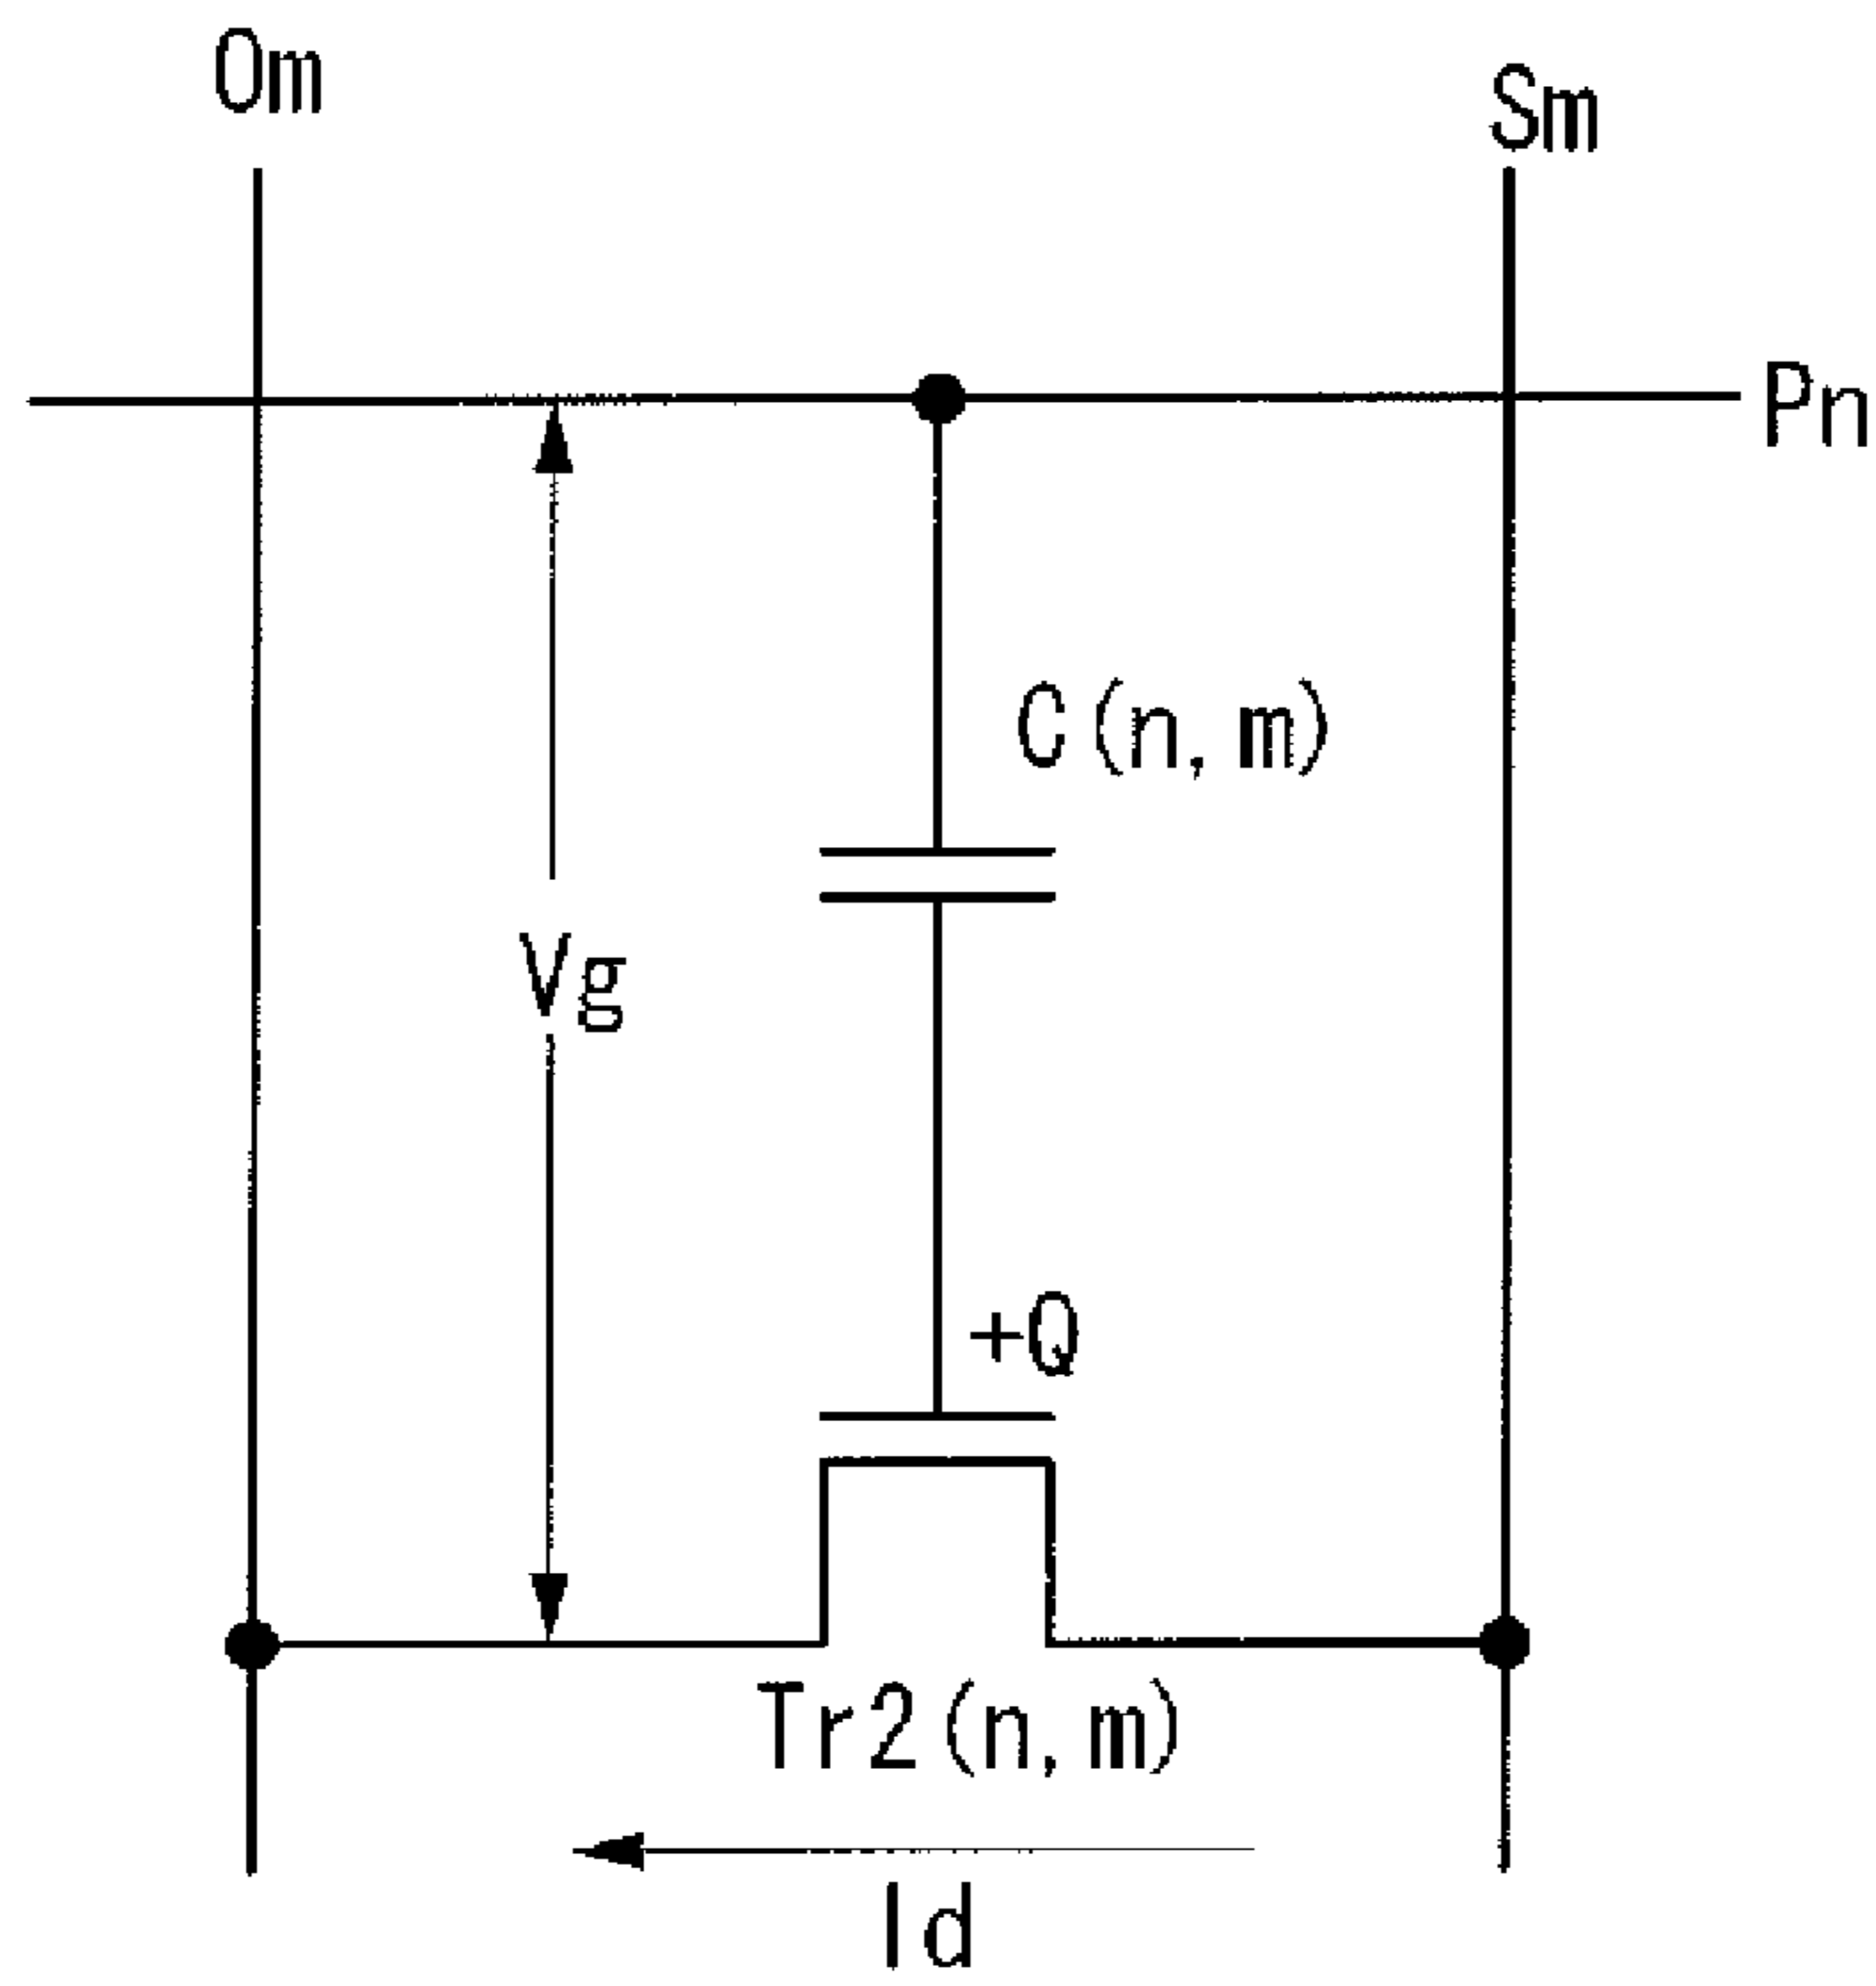 Om
Sm
Pn
C(n,m)
Vg
+Q
Tr2(n,m)
Id